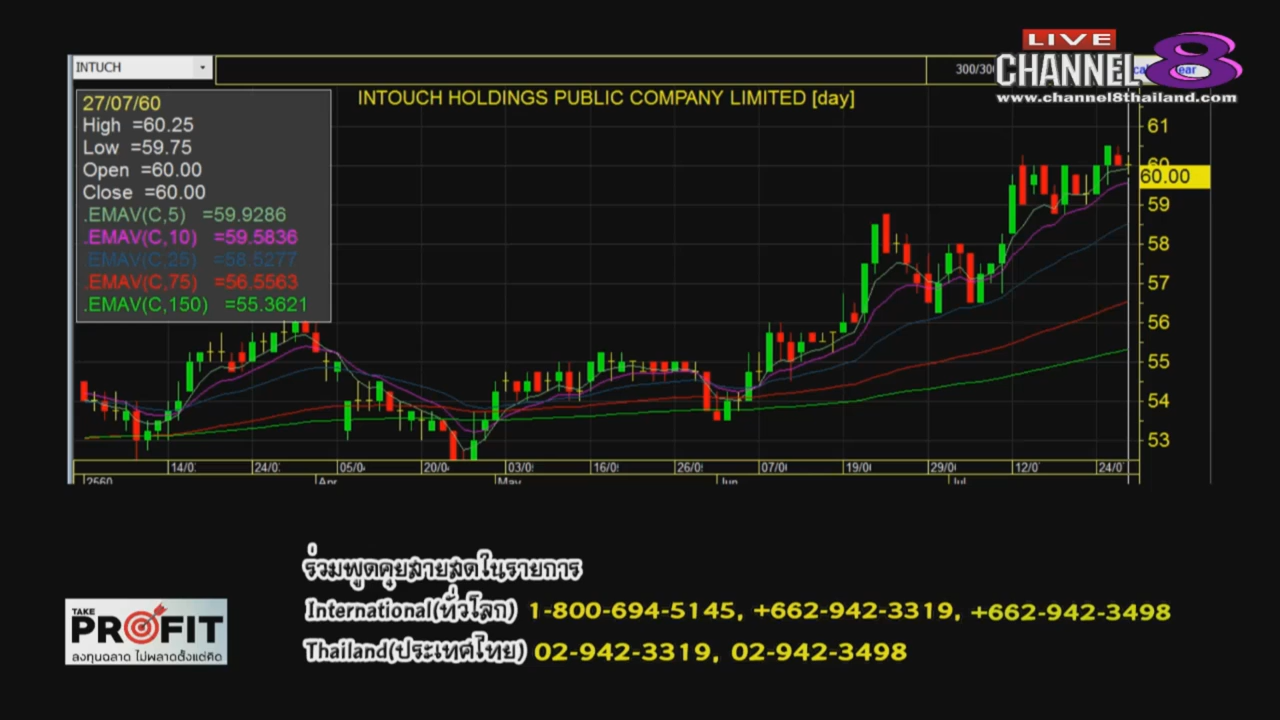 LIVE
CHANNEL 8
www.channel8thailand.com
INTUCH
INTOUCH HOLDINGS PUBLIC COMPANY LIMITED [day]
27/07/60
High =60.25
Low =59.75
Open =60.00
Close =60.00
.EMAV(C,5) =59.9286
.EMAV(C,10) =59.5836
.EMAV(C,25) =58.5277
.EMAV(C,75) =56.5563
.EMAV(C,150) =55.3621
61
60
60.00
59
58
57
56
55
54
53
14/0 24/0 05/0 20/0 03/0 16/0 26/0 07/0 19/0 29/0 12/0 24/0
2560 Apr May Jun Jul
ร่วมพูดคุยสายสดในรายการ
International(ทั่วโลก) 1-800-694-5145, +662-942-3319, +662-942-3498
Thailand(ประเทศไทย) 02-942-3319, 02-942-3498
TAKE
PROFIT
ลงทุนฉลาด ไม่พลาดตั้งแต่คิด